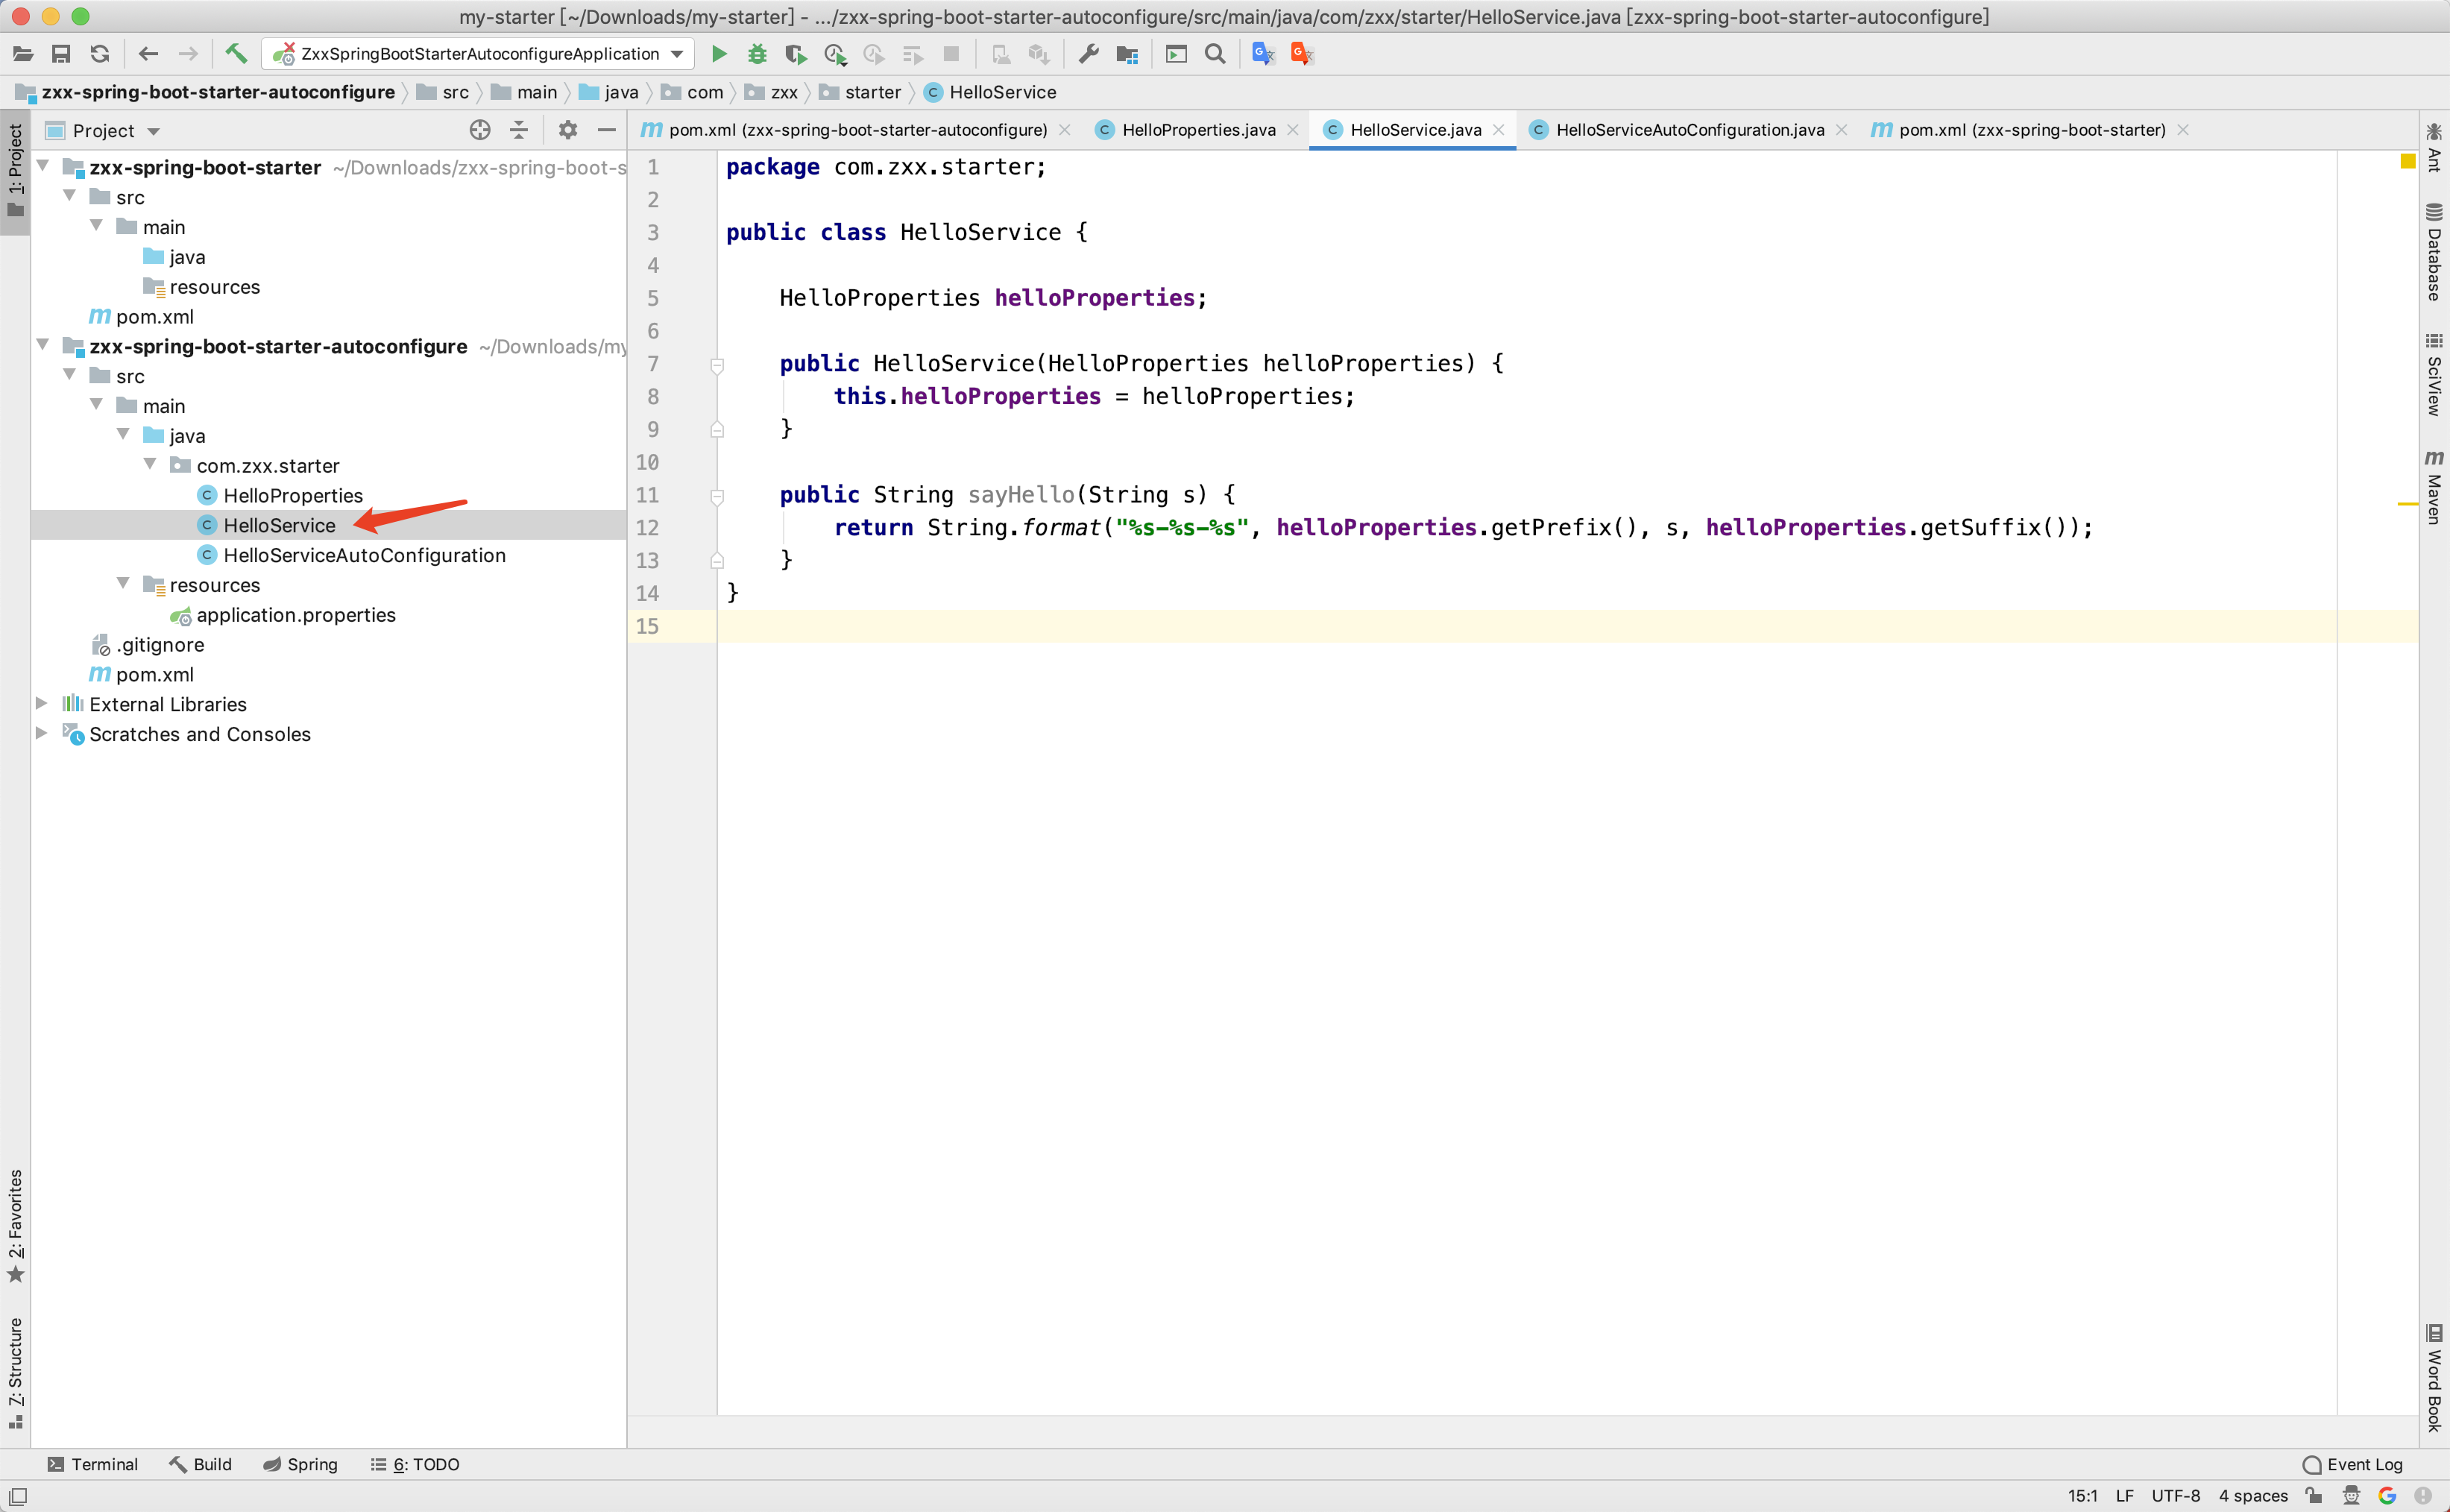 my-starter [~/Downloads/my-starter] - .../zxx-spring-boot-starter-autoconfigure/src/main/java/com/zxx/starter/HelloService.java [zxx-spring-boot-starter-autoconfigure]
ZxxSpringBootStarterAutoconfigureApplication
zxx-spring-boot-starter-autoconfigure src main java com zxx starter HelloService
1: Project
Project
zxx-spring-boot-starter ~/Downloads/zxx-spring-boot-s
src
main
java
resources
pom.xml
zxx-spring-boot-starter-autoconfigure ~/Downloads/my
src
main
java
com.zxx.starter
HelloProperties
HelloService
HelloServiceAutoConfiguration
resources
application.properties
.gitignore
pom.xml
External Libraries
Scratches and Consoles
2: Favorites
Z: Structure
pom.xml (zxx-spring-boot-starter-autoconfigure) HelloProperties.java HelloService.java HelloServiceAutoConfiguration.java pom.xml (zxx-spring-boot-starter)
1 package com.zxx.starter;
2
3 public class HelloService {
4
5     HelloProperties helloProperties;
6
7     public HelloService(HelloProperties helloProperties) {
8         this.helloProperties = helloProperties;
9     }
10
11     public String sayHello(String s) {
12         return String.format("%s-%s-%s", helloProperties.getPrefix(), s, helloProperties.getSuffix());
13     }
14 }
15
Ant
Database
SciView
Maven
Word Book
Terminal Build Spring 6: TODO Event Log
15:1 LF UTF-8 4 spaces